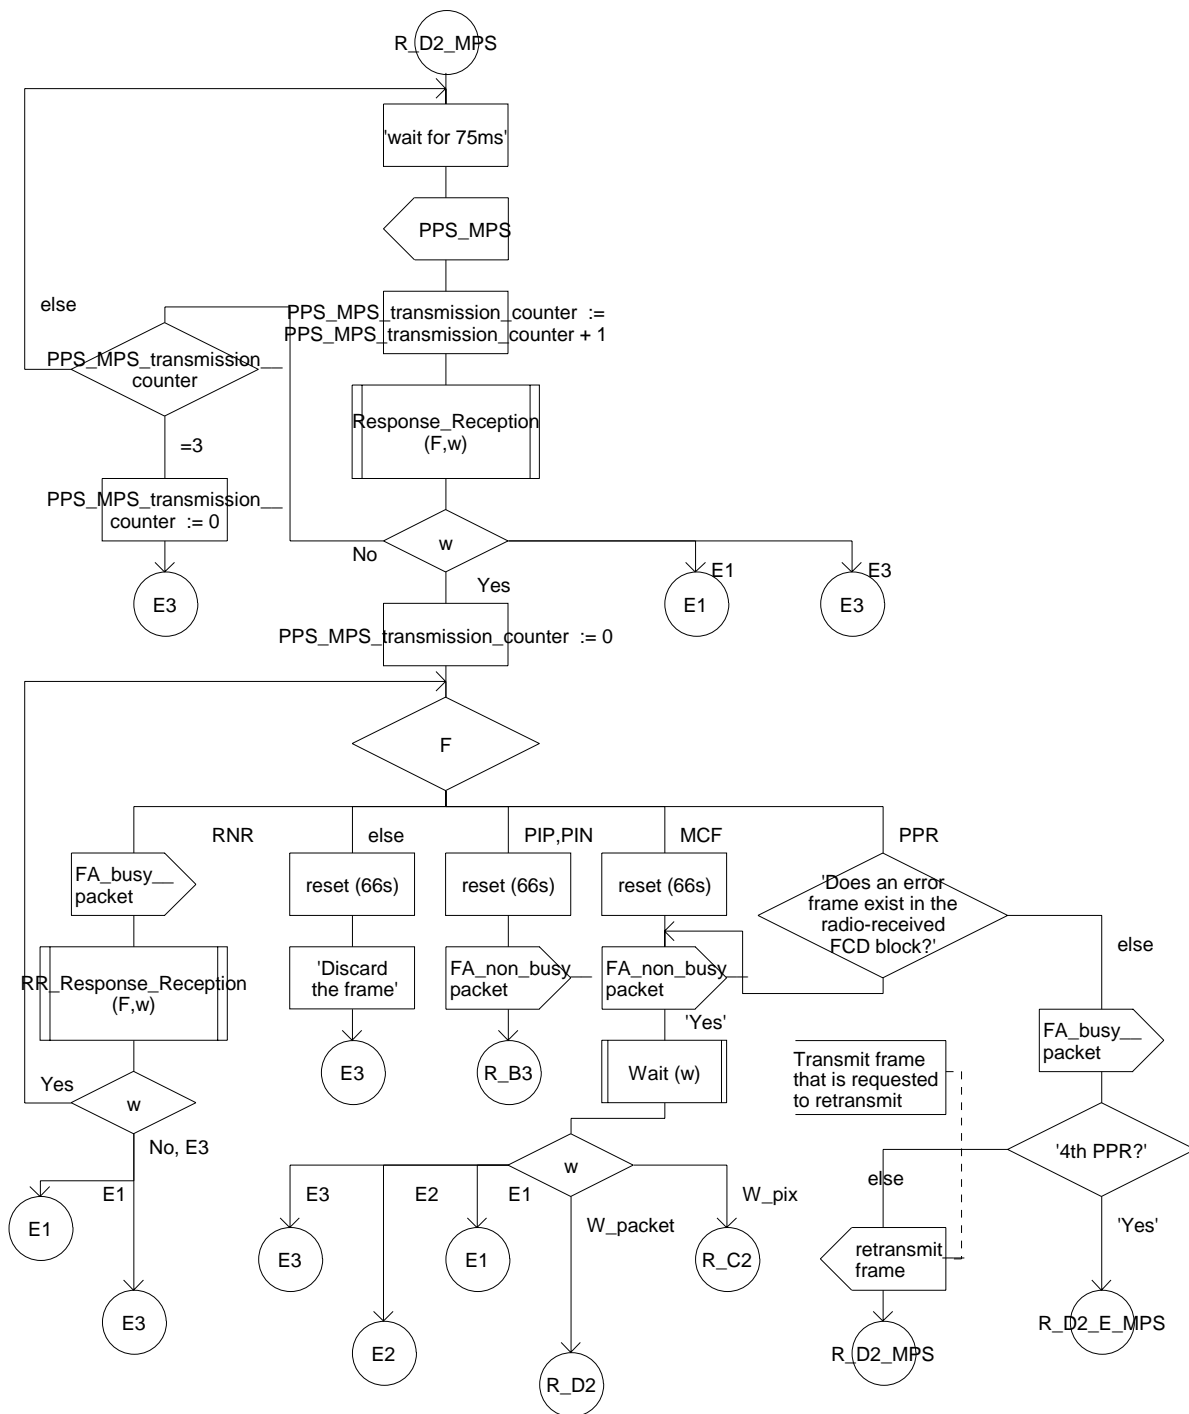 R_D2_MPS
'wait for 75ms'
PPS_MPS
else
PPS_MPS_transmission_counter := 
PPS_MPS_transmission_counter + 1
PPS_MPS_transmission__
counter
Response_Reception
(F,w)
=3
PPS_MPS_transmission__
counter := 0
No
w
E1
E3
Yes
E3
E1
E3
PPS_MPS_transmission_counter := 0
F
RNR
else
PIP,PIN
MCF
PPR
FA_busy__
packet
reset (66s)
reset (66s)
reset (66s)
'Does an error
frame exist in the
radio-received
FCD block?'
else
RR_Response_Reception
(F,w)
'Discard
the frame'
FA_non_busy__
packet
FA_non_busy__
packet
'Yes'
FA_busy__
packet
Yes
w
E3
R_B3
Wait (w)
Transmit frame
that is requested
to retransmit
No, E3
'4th PPR?'
w
E1
E3
E2
E1
W_pix
else
W_packet
E1
'Yes'
E3
E1
R_C2
retransmit__
frame
E3
E2
R_D2
R_D2_MPS
R_D2_E_MPS